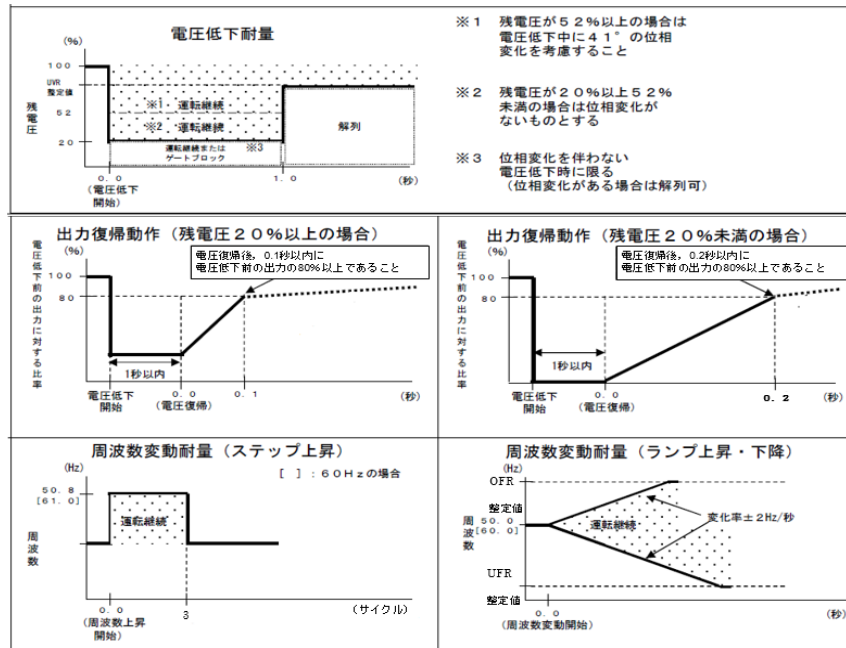 電圧低下耐量
(%)
100
UVR
整定値
残電圧
52
20
※1 運転継続
※2 運転継続
運転継続または
ゲートブロック
※3
解列
0.0
(電圧低下
開始)
1.0
(秒)
※1 残電圧が52%以上の場合は
電圧低下中に41°の位相
変化を考慮すること
※2 残電圧が20%以上52%
未満の場合は位相変化が
ないものとする
※3 位相変化を伴わない
電圧低下時に限る
(位相変化がある場合は解列可)
出力復帰動作(残電圧20%以上の場合)
(%)
電圧低下前の出力に対する比率
100
80
電圧復帰後,0.1秒以内に
電圧低下前の出力の80%以上であること
1秒以内
電圧低下
開始
0.0
(電圧復帰)
0.1
(秒)
出力復帰動作(残電圧20%未満の場合)
(%)
電圧低下前の出力に対する比率
100
80
電圧復帰後,0.2秒以内に
電圧低下前の出力の80%以上であること
1秒以内
電圧低下
開始
0.0
(電圧復帰)
0.2
(秒)
周波数変動耐量(ステップ上昇)
(Hz)
[ ]:60Hzの場合
50.8
[61.0]
運転継続
周波数
0.0
(周波数上昇
開始)
3
(サイクル)
周波数変動耐量(ランプ上昇・下降)
(Hz)
OFR
整定値
周波数
50.0
[60.0]
運転継続
変化率±2Hz/秒
UFR
整定値
0.0
(周波数変動開始)
(秒)